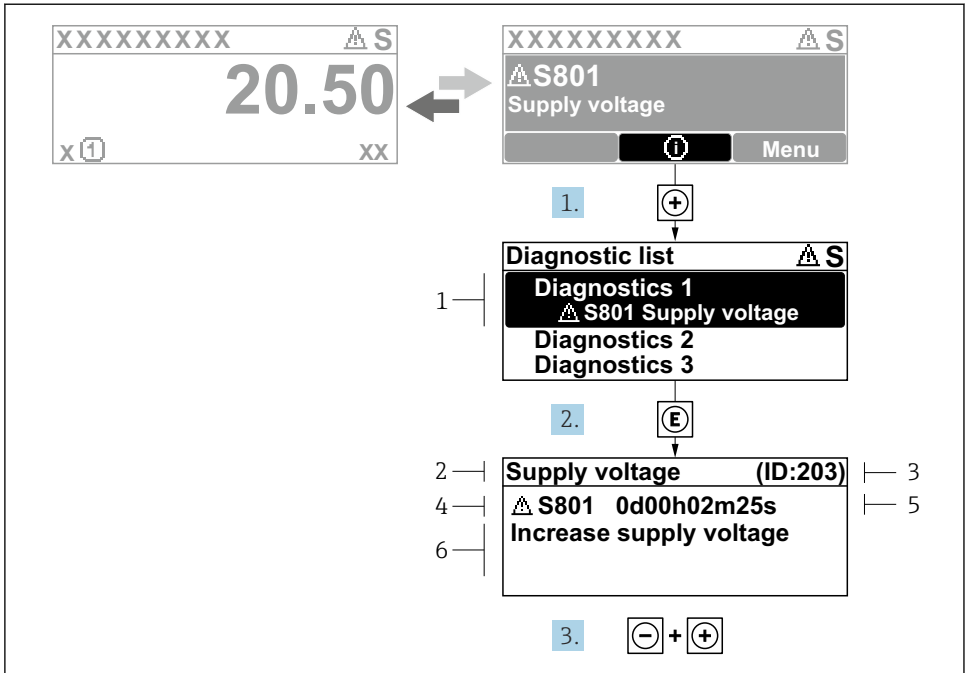 XXXXXXXXX ⚠ S
20.50
x 1 XX
XXXXXXXXX ⚠ S
⚠ S801
Supply voltage
i Menu
1. +
Diagnostic list ⚠ S
1
Diagnostics 1
⚠ S801 Supply voltage
Diagnostics 2
Diagnostics 3
2. E
2 Supply voltage (ID:203) 3
4 ⚠ S801 0d00h02m25s 5
6 Increase supply voltage
3. − + +